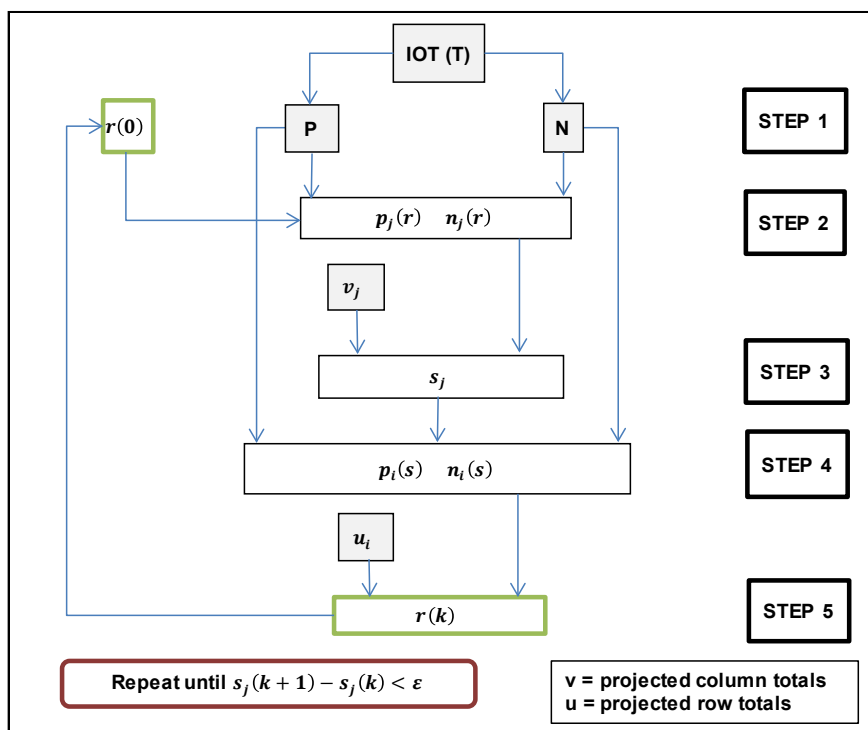 IOT (T)
r(0)
P
N
STEP 1
p_j(r) n_j(r)
STEP 2
v_j
s_j
STEP 3
p_i(s) n_i(s)
STEP 4
u_i
r(k)
STEP 5
Repeat until s_j(k + 1) − s_j(k) < ε
v = projected column totals
u = projected row totals